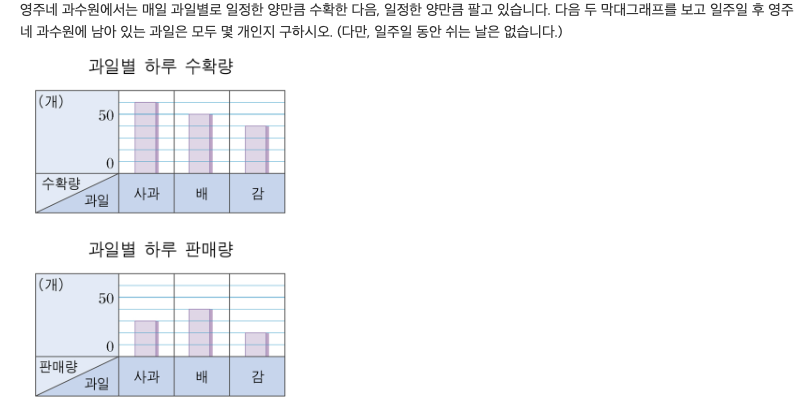 영주네 과수원에서는 매일 과일별로 일정한 양만큼 수확한 다음, 일정한 양만큼 팔고 있습니다. 다음 두 막대그래프를 보고 일주일 후 영주
네 과수원에 남아 있는 과일은 모두 몇 개인지 구하시오. (다만, 일주일 동안 쉬는 날은 없습니다.)
과일별 하루 수확량
(개)
50
0
수확량
과일
사과 배 감
과일별 하루 판매량
(개)
50
0
판매량
과일
사과 배 감